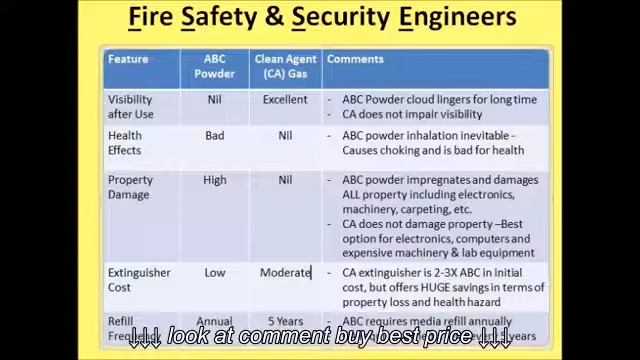 Fire Safety & Security Engineers
Feature ABC Powder Clean Agent (CA) Gas Comments
Visibility after Use Nil Excellent - ABC Powder cloud lingers for long time
- CA does not impair visibility
Health Effects Bad Nil - ABC powder inhalation inevitable -
Causes choking and is bad for health
Property Damage High Nil - ABC powder impregnates and damages
ALL property including electronics,
machinery, carpeting, etc.
- CA does not damage property –Best
option for electronics, computers and
expensive machinery & lab equipment
Extinguisher Cost Low Moderate - CA extinguisher is 2-3X ABC in initial
cost, but offers HUGE savings in terms of
property loss and health hazard
Refill Frequency Annual 5 Years - ABC requires media refill annually
years
↓↓↓ look at comment buy best price ↓↓↓